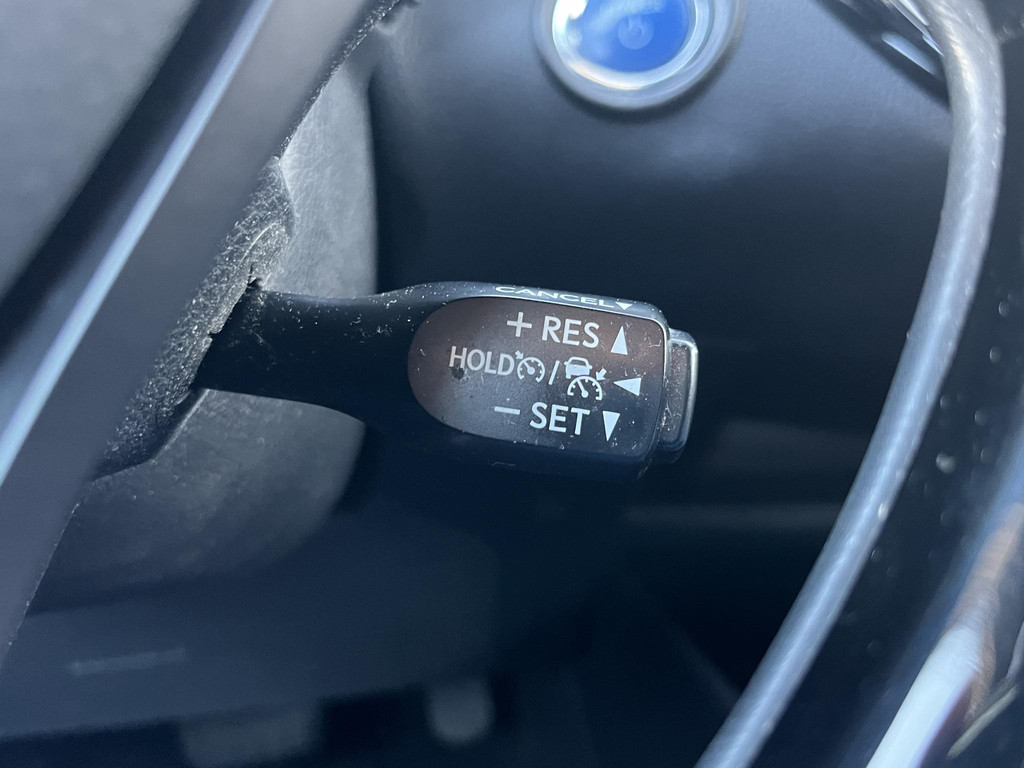 CANCEL▼
+ RES ▲
HOLD / ◀
− SET ▼